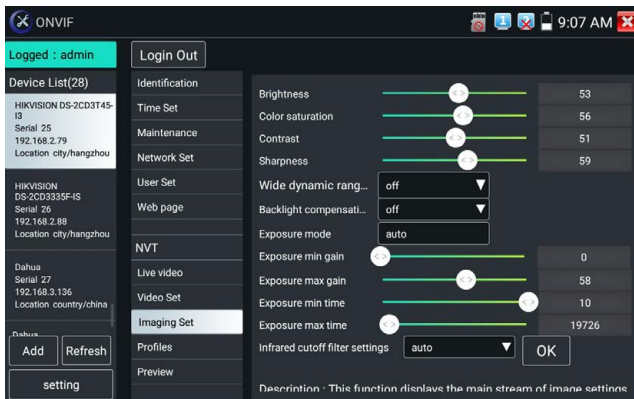 ONVIF
1
9:07 AM
Logged : admin
Login Out
Device List(28)
HIKVISION DS-2CD3T45-
I3
Serial 25
192.168.2.79
Location city/hangzhou
HIKVISION
DS-2CD3335F-IS
Serial 26
192.168.2.88
Location city/hangzhou
Dahua
Serial 27
192.168.3.136
Location country/china
Dahua
Add
Refresh
setting
Identification
Time Set
Maintenance
Network Set
User Set
Web page
NVT
Live video
Video Set
Imaging Set
Profiles
Preview
Brightness 53
Color saturation 56
Contrast 51
Sharpness 59
Wide dynamic rang... off
Backlight compensati... off
Exposure mode auto
Exposure min gain 0
Exposure max gain 58
Exposure min time 10
Exposure max time 19726
Infrared cutoff filter settings auto OK
Description : This function displays the main stream of image settings